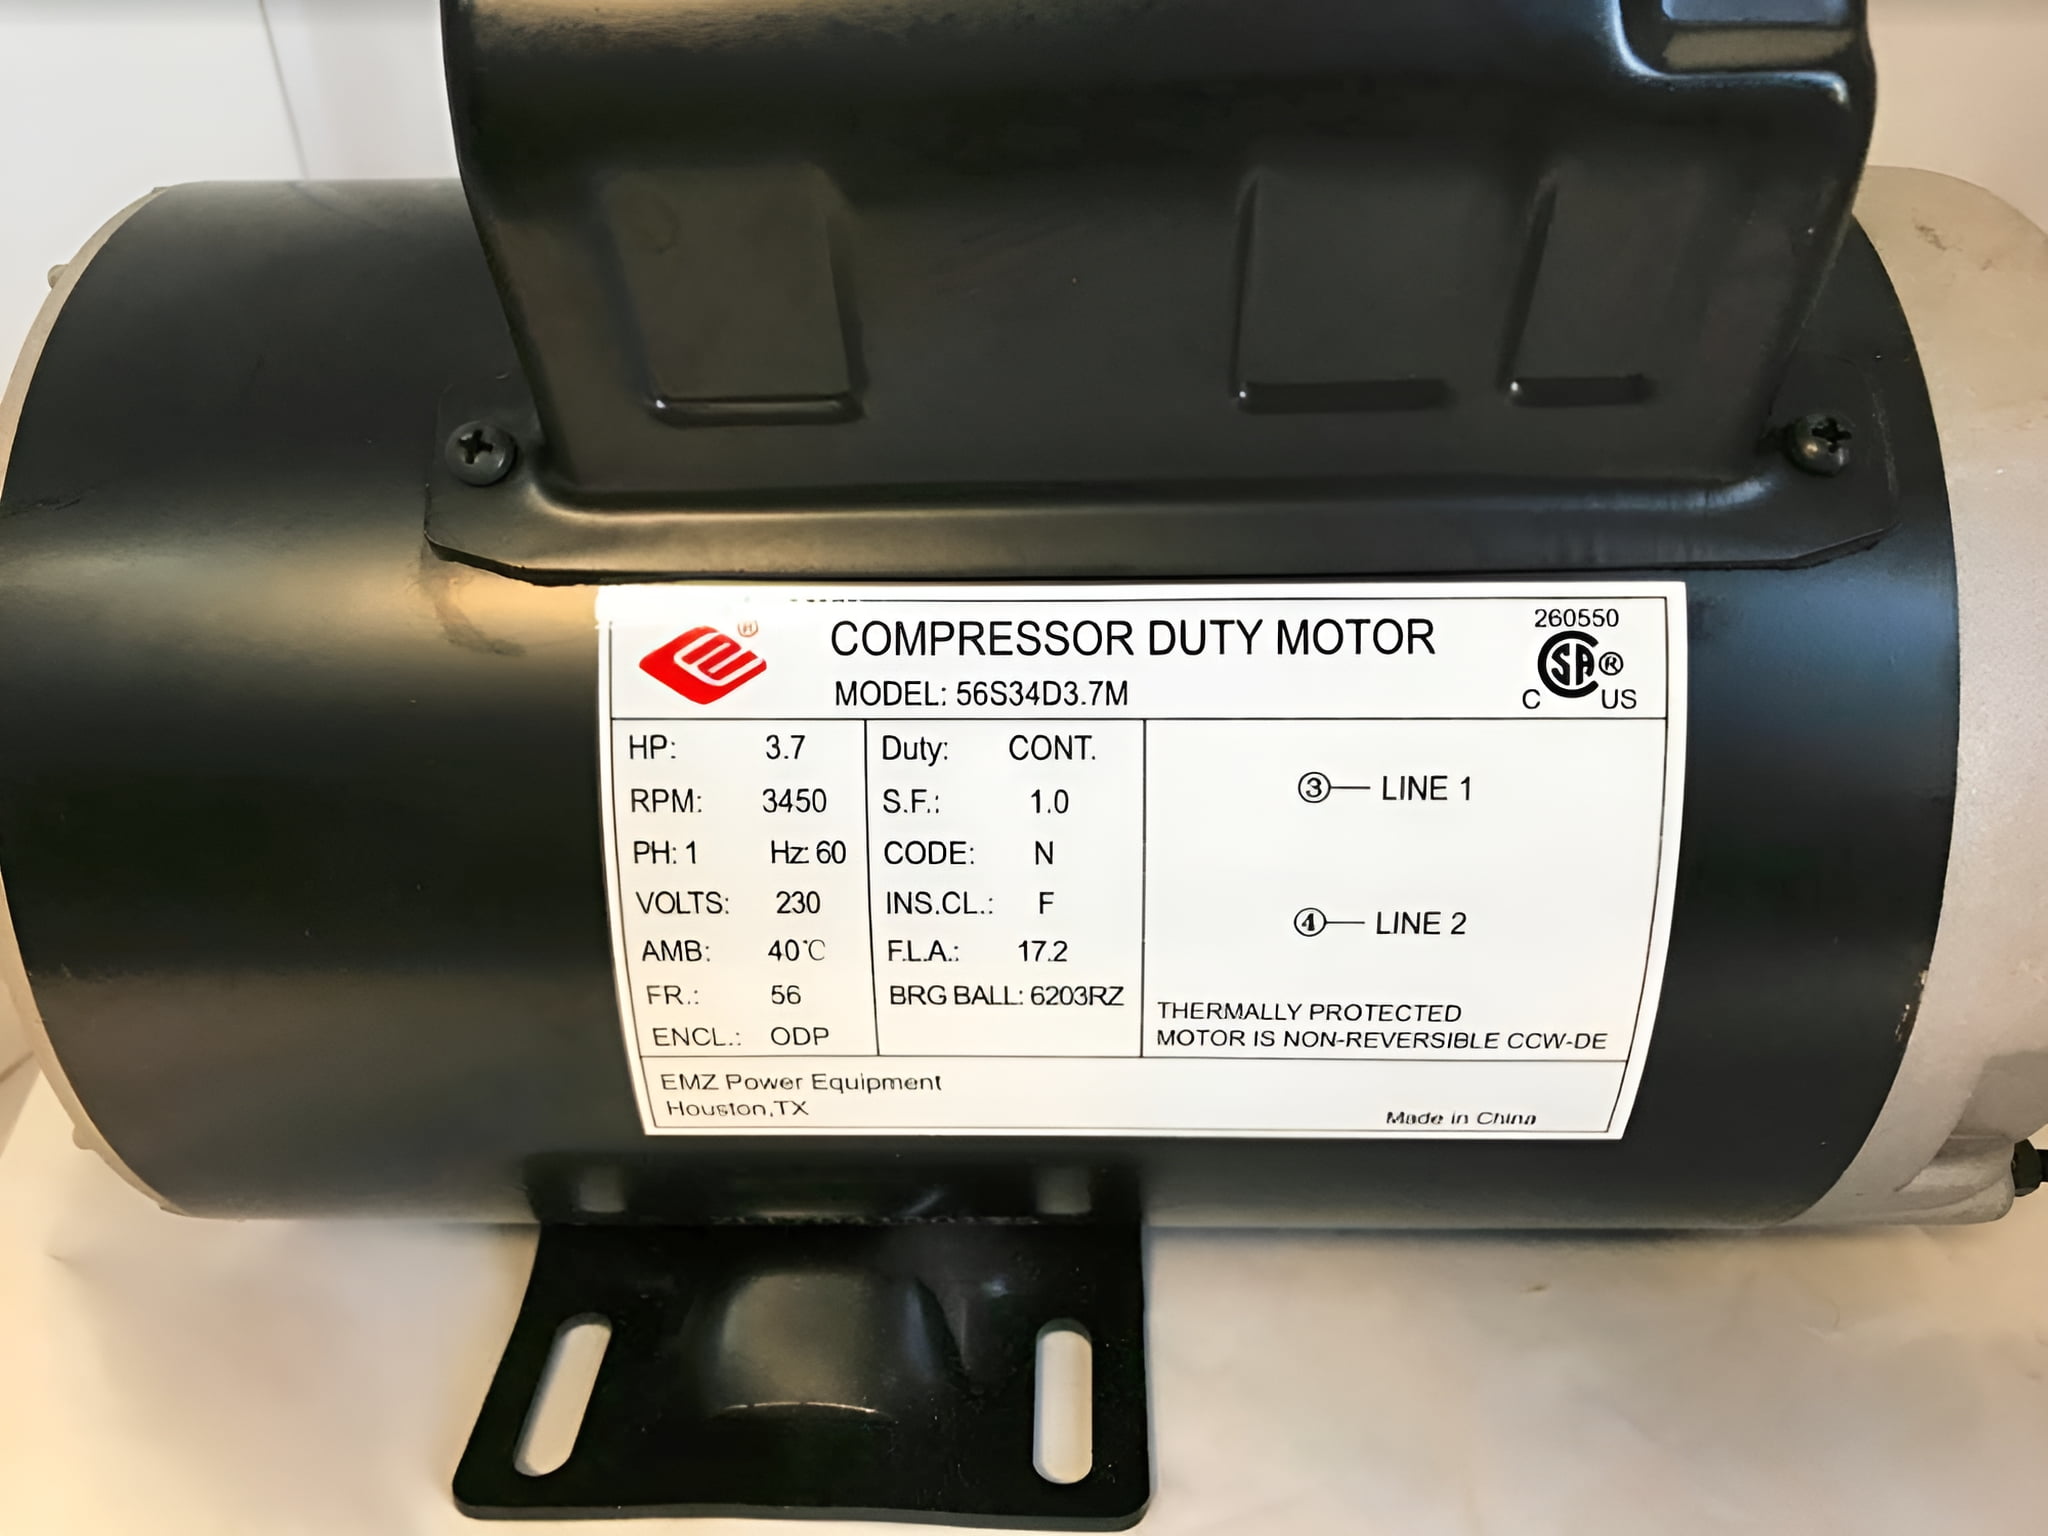 COMPRESSOR DUTY MOTOR
MODEL: 56S34D3.7M
260550
SA®
C US
HP: 3.7
RPM: 3450
PH: 1 Hz: 60
VOLTS: 230
AMB: 40℃
FR.: 56
ENCL.: ODP
Duty: CONT.
S.F.: 1.0
CODE: N
INS.CL.: F
F.L.A.: 17.2
BRG BALL: 6203RZ
③— LINE 1
④— LINE 2
THERMALLY PROTECTED
MOTOR IS NON-REVERSIBLE CCW-DE
EMZ Power Equipment
Houston,TX
Made in China